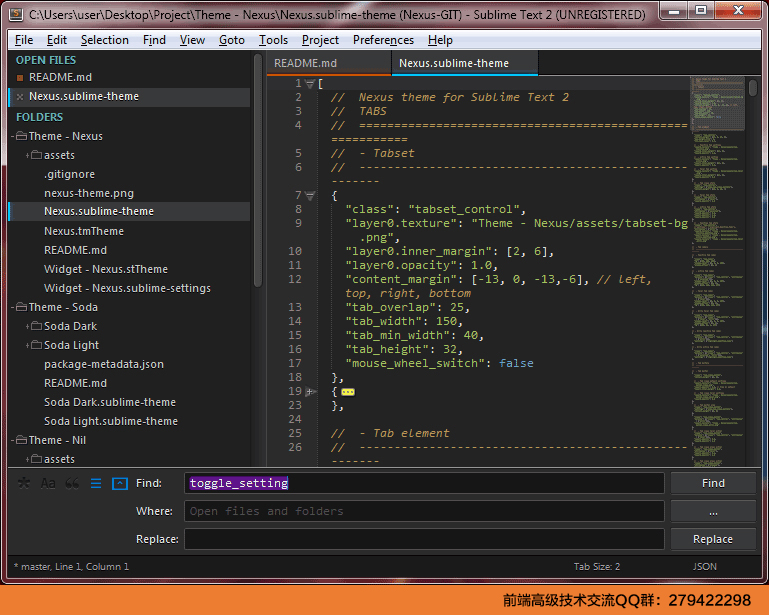 C:\Users\user\Desktop\Project\Theme - Nexus\Nexus.sublime-theme (Nexus-GIT) - Sublime Text 2 (UNREGISTERED)
File Edit Selection Find View Goto Tools Project Preferences Help
OPEN FILES
README.md
Nexus.sublime-theme
FOLDERS
Theme - Nexus
assets
.gitignore
nexus-theme.png
Nexus.sublime-theme
Nexus.tmTheme
README.md
Widget - Nexus.stTheme
Widget - Nexus.sublime-settings
Theme - Soda
Soda Dark
Soda Light
package-metadata.json
README.md
Soda Dark.sublime-theme
Soda Light.sublime-theme
Theme - Nil
assets
README.md Nexus.sublime-theme
1 [
2 // Nexus theme for Sublime Text 2
3 // TABS
4 // =============================================
===========
5 // - Tabset
6 // ---------------------------------------------
-------
7 {
8 "class": "tabset_control",
9 "layer0.texture": "Theme - Nexus/assets/tabset-bg
.png",
10 "layer0.inner_margin": [2, 6],
11 "layer0.opacity": 1.0,
12 "content_margin": [-13, 0, -13,-6], // left,
top, right, bottom
13 "tab_overlap": 25,
14 "tab_width": 150,
15 "tab_min_width": 40,
16 "tab_height": 32,
17 "mouse_wheel_switch": false
18 },
19 {
23 },
24
25 // - Tab element
26 // ---------------------------------------------
-------
Aa Find: toggle_setting Find
Where: Open files and folders ...
Replace: Replace
* master, Line 1, Column 1 Tab Size: 2 JSON
前端高级技术交流QQ群：279422298